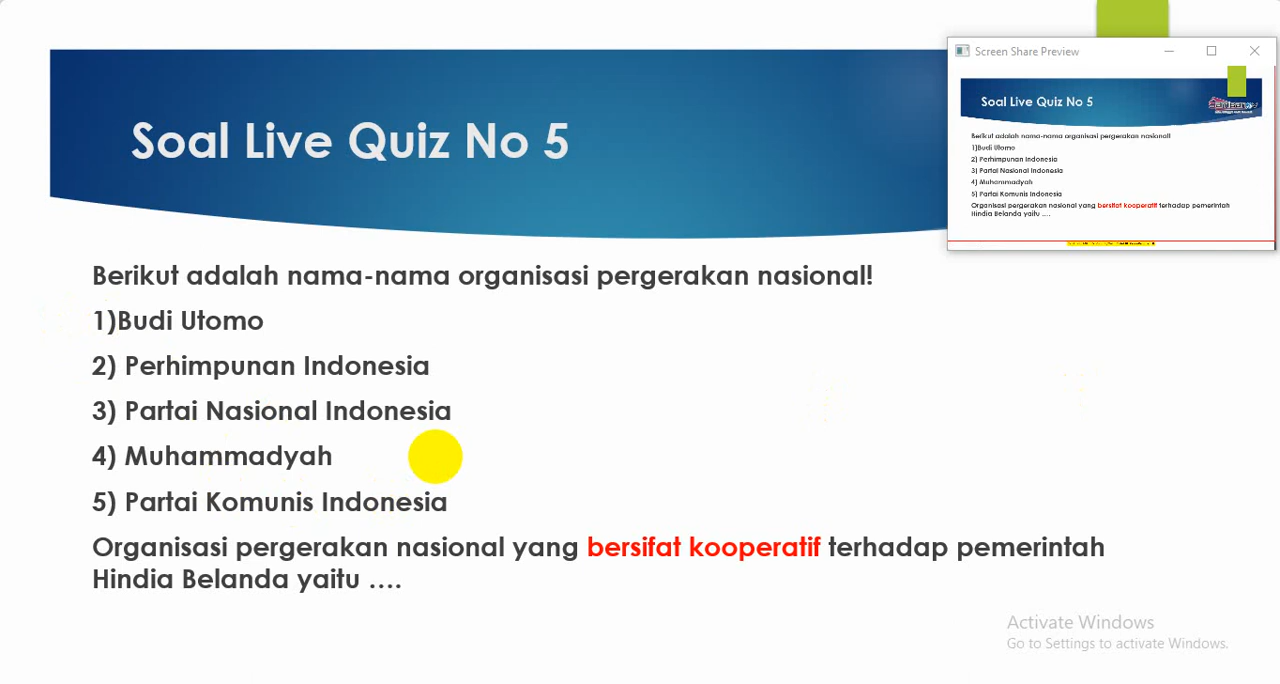 Soal Live Quiz No 5
Berikut adalah nama-nama organisasi pergerakan nasional!
1)Budi Utomo
2) Perhimpunan Indonesia
3) Partai Nasional Indonesia
4) Muhammadyah
5) Partai Komunis Indonesia
Organisasi pergerakan nasional yang bersifat kooperatif terhadap pemerintah
Hindia Belanda yaitu ....
Screen Share Preview
Soal Live Quiz No 5
Berikut adalah nama-nama organisasi pergerakan nasional!
1)Budi Utomo
2) Perhimpunan Indonesia
3) Partai Nasional Indonesia
4) Muhammadyah
5) Partai Komunis Indonesia
Organisasi pergerakan nasional yang bersifat kooperatif terhadap pemerintah
Hindia Belanda yaitu ....
Activate Windows
Go to Settings to activate Windows.